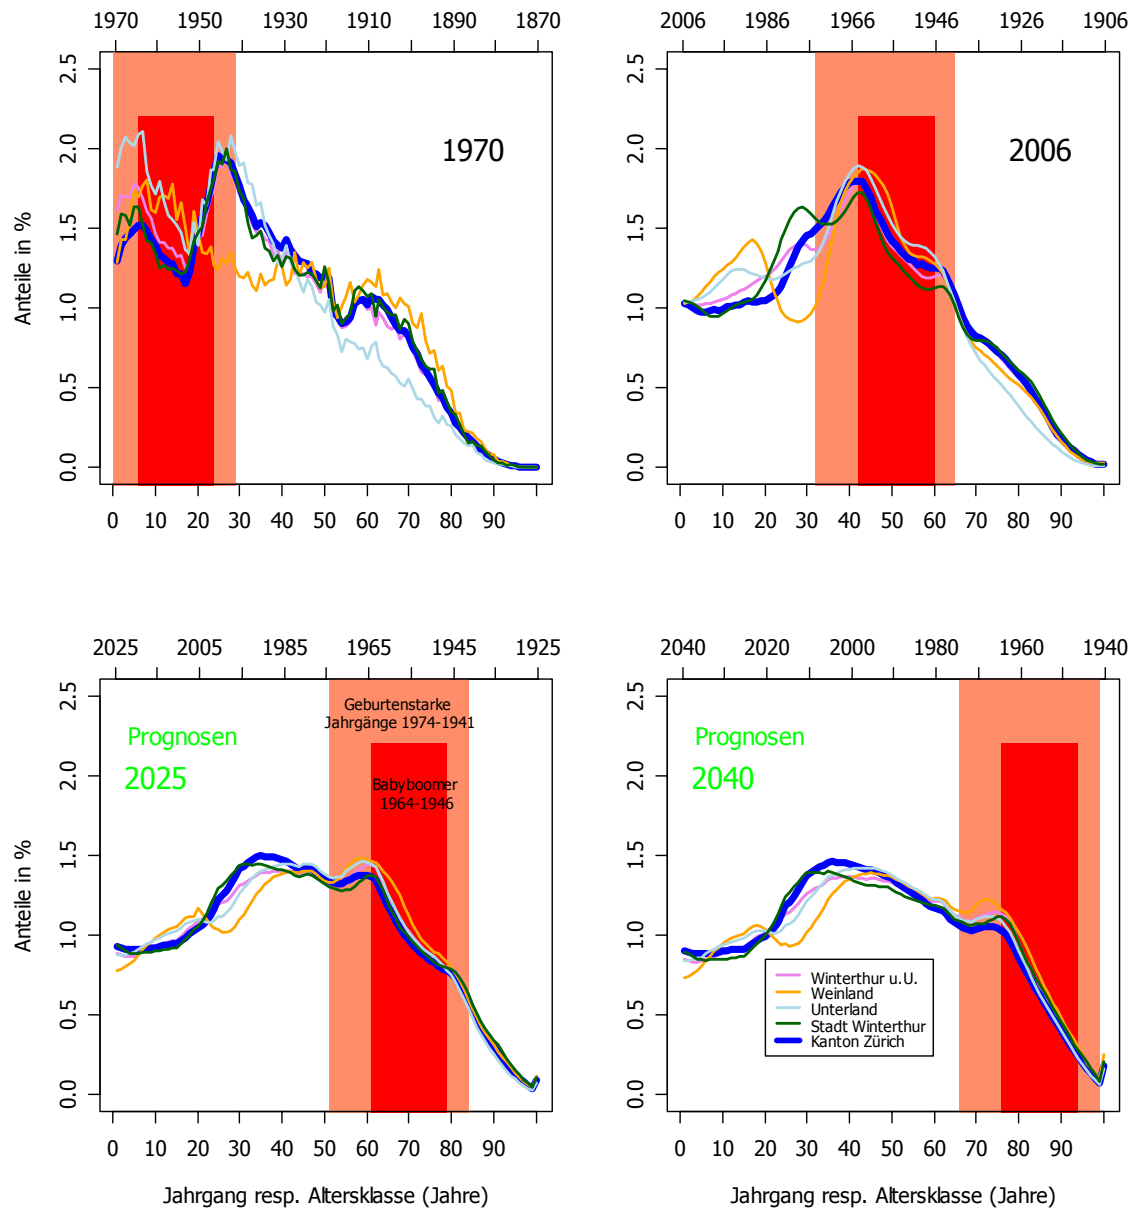 1970 1950 1930 1910 1890 1870
Anteile in %
2.5
2.0
1.5
1.0
0.5
0.0
1970
0 10 20 30 40 50 60 70 80 90
2006 1986 1966 1946 1926 1906
2.5
2.0
1.5
1.0
0.5
0.0
2006
0 10 20 30 40 50 60 70 80 90
2025 2005 1985 1965 1945 1925
Anteile in %
2.5
2.0
1.5
1.0
0.5
0.0
Geburtenstarke
Jahrgänge 1974-1941
Prognosen
2025
Babyboomer
1964-1946
0 10 20 30 40 50 60 70 80 90
Jahrgang resp. Altersklasse (Jahre)
2040 2020 2000 1980 1960 1940
2.5
2.0
1.5
1.0
0.5
0.0
Prognosen
2040
Winterthur u.U.
Weinland
Unterland
Stadt Winterthur
Kanton Zürich
0 10 20 30 40 50 60 70 80 90
Jahrgang resp. Altersklasse (Jahre)